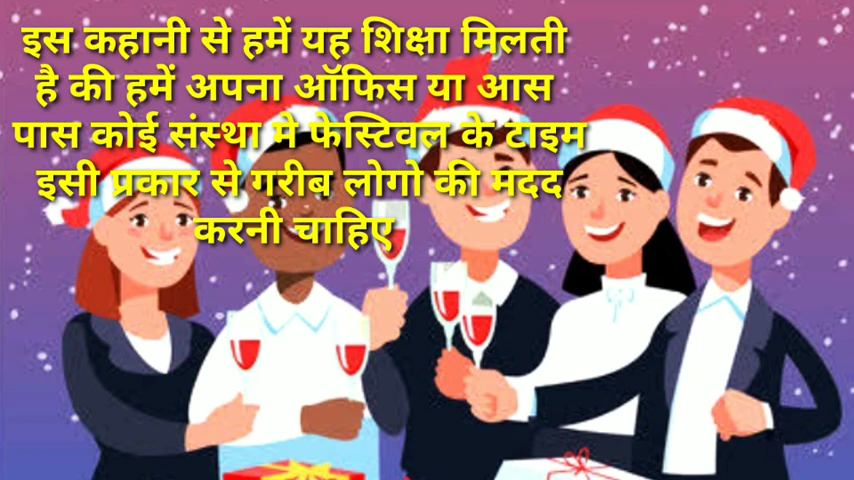 इस कहानी से हमें यह शिक्षा मिलती
है की हमें अपना ऑफिस या आस
पास कोई संस्था मै फेस्टिवल के टाइम
इसी प्रकार से गरीब लोगो की मदद
करनी चाहिए